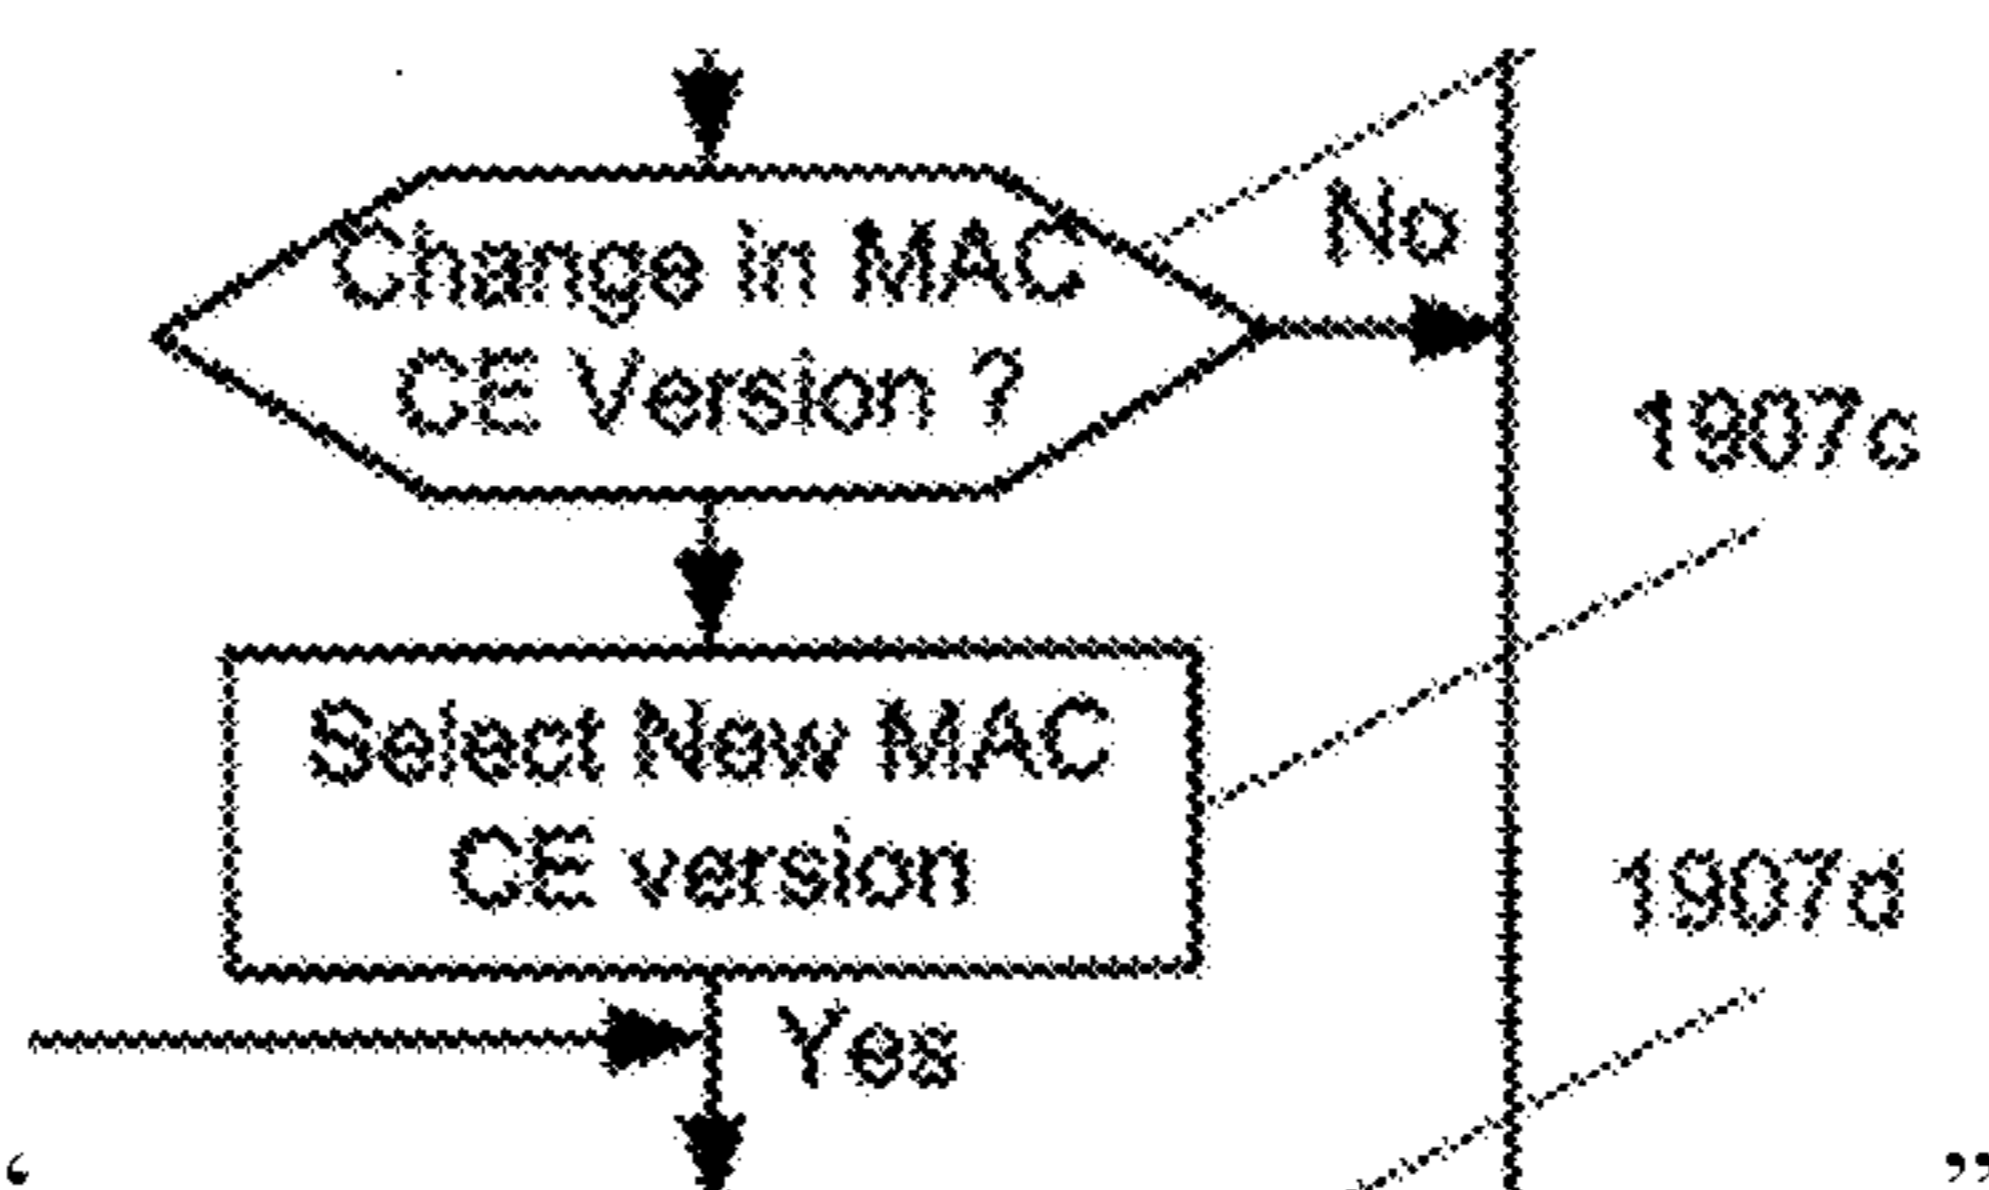 Change in MAC
CE Version ?
No
1907c
Select New MAC
CE version
1907d
Yes
‘ ”